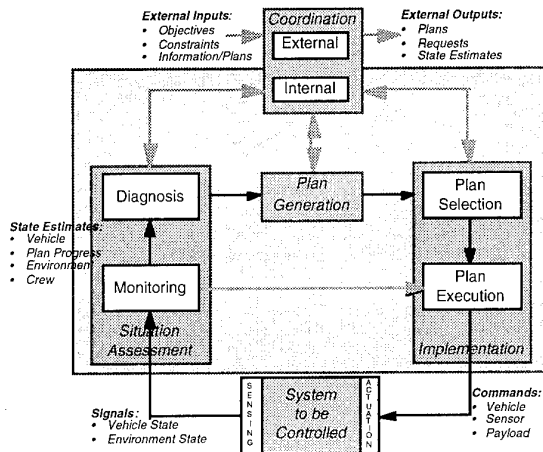 External Inputs:
• Objectives
• Constraints
• Information/Plans
Coordination
External
Internal
External Outputs:
• Plans
• Requests
• State Estimates
Diagnosis
Plan
Generation
Plan
Selection
State Estimates:
• Vehicle
• Plan Progress
• Environment
• Crew
Monitoring
Plan
Execution
Situation
Assessment
Implementation
Signals:
• Vehicle State
• Environment State
SENSING
System
to be
Controlled
ACTUATION
Commands:
• Vehicle
• Sensor
• Payload